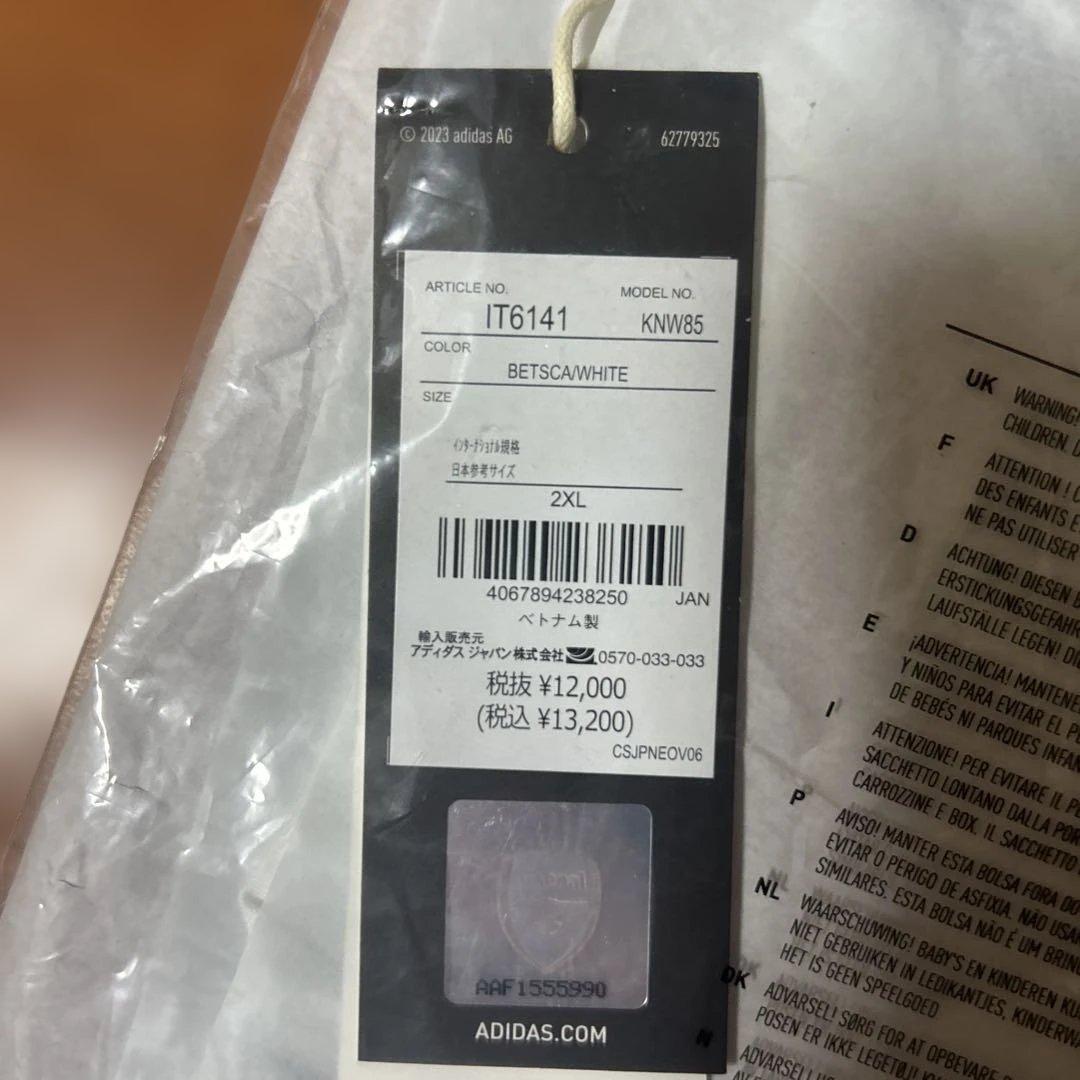 © 2023 adidas AG
62779325
ARTICLE NO.
MODEL NO.
IT6141
KNW85
COLOR
BETSCA/WHITE
SIZE
インターナショナル規格
日本参考サイズ
2XL
4067894238250 JAN
ベトナム製
輸入販売元
アディダス ジャパン株式会社 0570-033-033
税抜 ¥12,000
(税込 ¥13,200)
CSJPNEOV06
AAF1555990
ADIDAS.COM
UK WARNING!
CHILDREN.
F ATTENTION !
DES ENFANTS
NE PAS UTILISER
D ACHTUNG! DIESEN
ERSTICKUNGSGEFAHR
LAUFSTÄLLE LEGEN!
E ¡ADVERTENCIA!
Y NIÑOS PARA EVITAR EL
DE BEBÉS NI PARQUES
I ATTENZIONE! PER EVITARE IL
SACCHETTO LONTANO DALLA
CARROZZINE E BOX. IL SACCHETTO
P AVISO! MANTER ESTA BOLSA FORA
EVITAR O PERIGO DE ASFIXIA. NÃO
SIMILARES. ESTA BOLSA NÃO É UM
NL WAARSCHUWING! BABY'S EN KINDEREN
NIET GEBRUIKEN IN LEDIKANTJES,
HET IS GEEN SPEELGOED
DK ADVARSEL! SØRG FOR AT OPBEVARE
POSEN ER IKKE LEGETØJ!
N ADVARSEL!